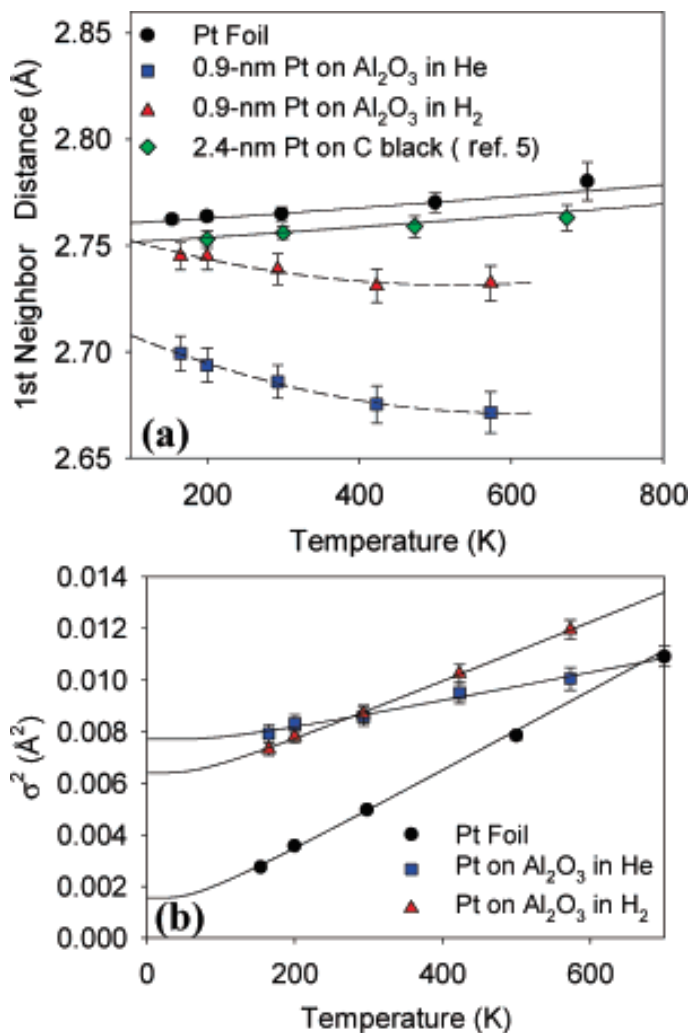 2.85
Pt Foil
0.9-nm Pt on Al₂O₃ in He
0.9-nm Pt on Al₂O₃ in H₂
2.4-nm Pt on C black ( ref. 5)
2.80
2.75
2.70
2.65
1st Neighbor Distance (Å)
(a)
200 400 600 800
Temperature (K)
0.014
0.012
0.010
0.008
0.006
0.004
0.002
0.000
σ² (Å²)
Pt Foil
Pt on Al₂O₃ in He
Pt on Al₂O₃ in H₂
(b)
0 200 400 600
Temperature (K)